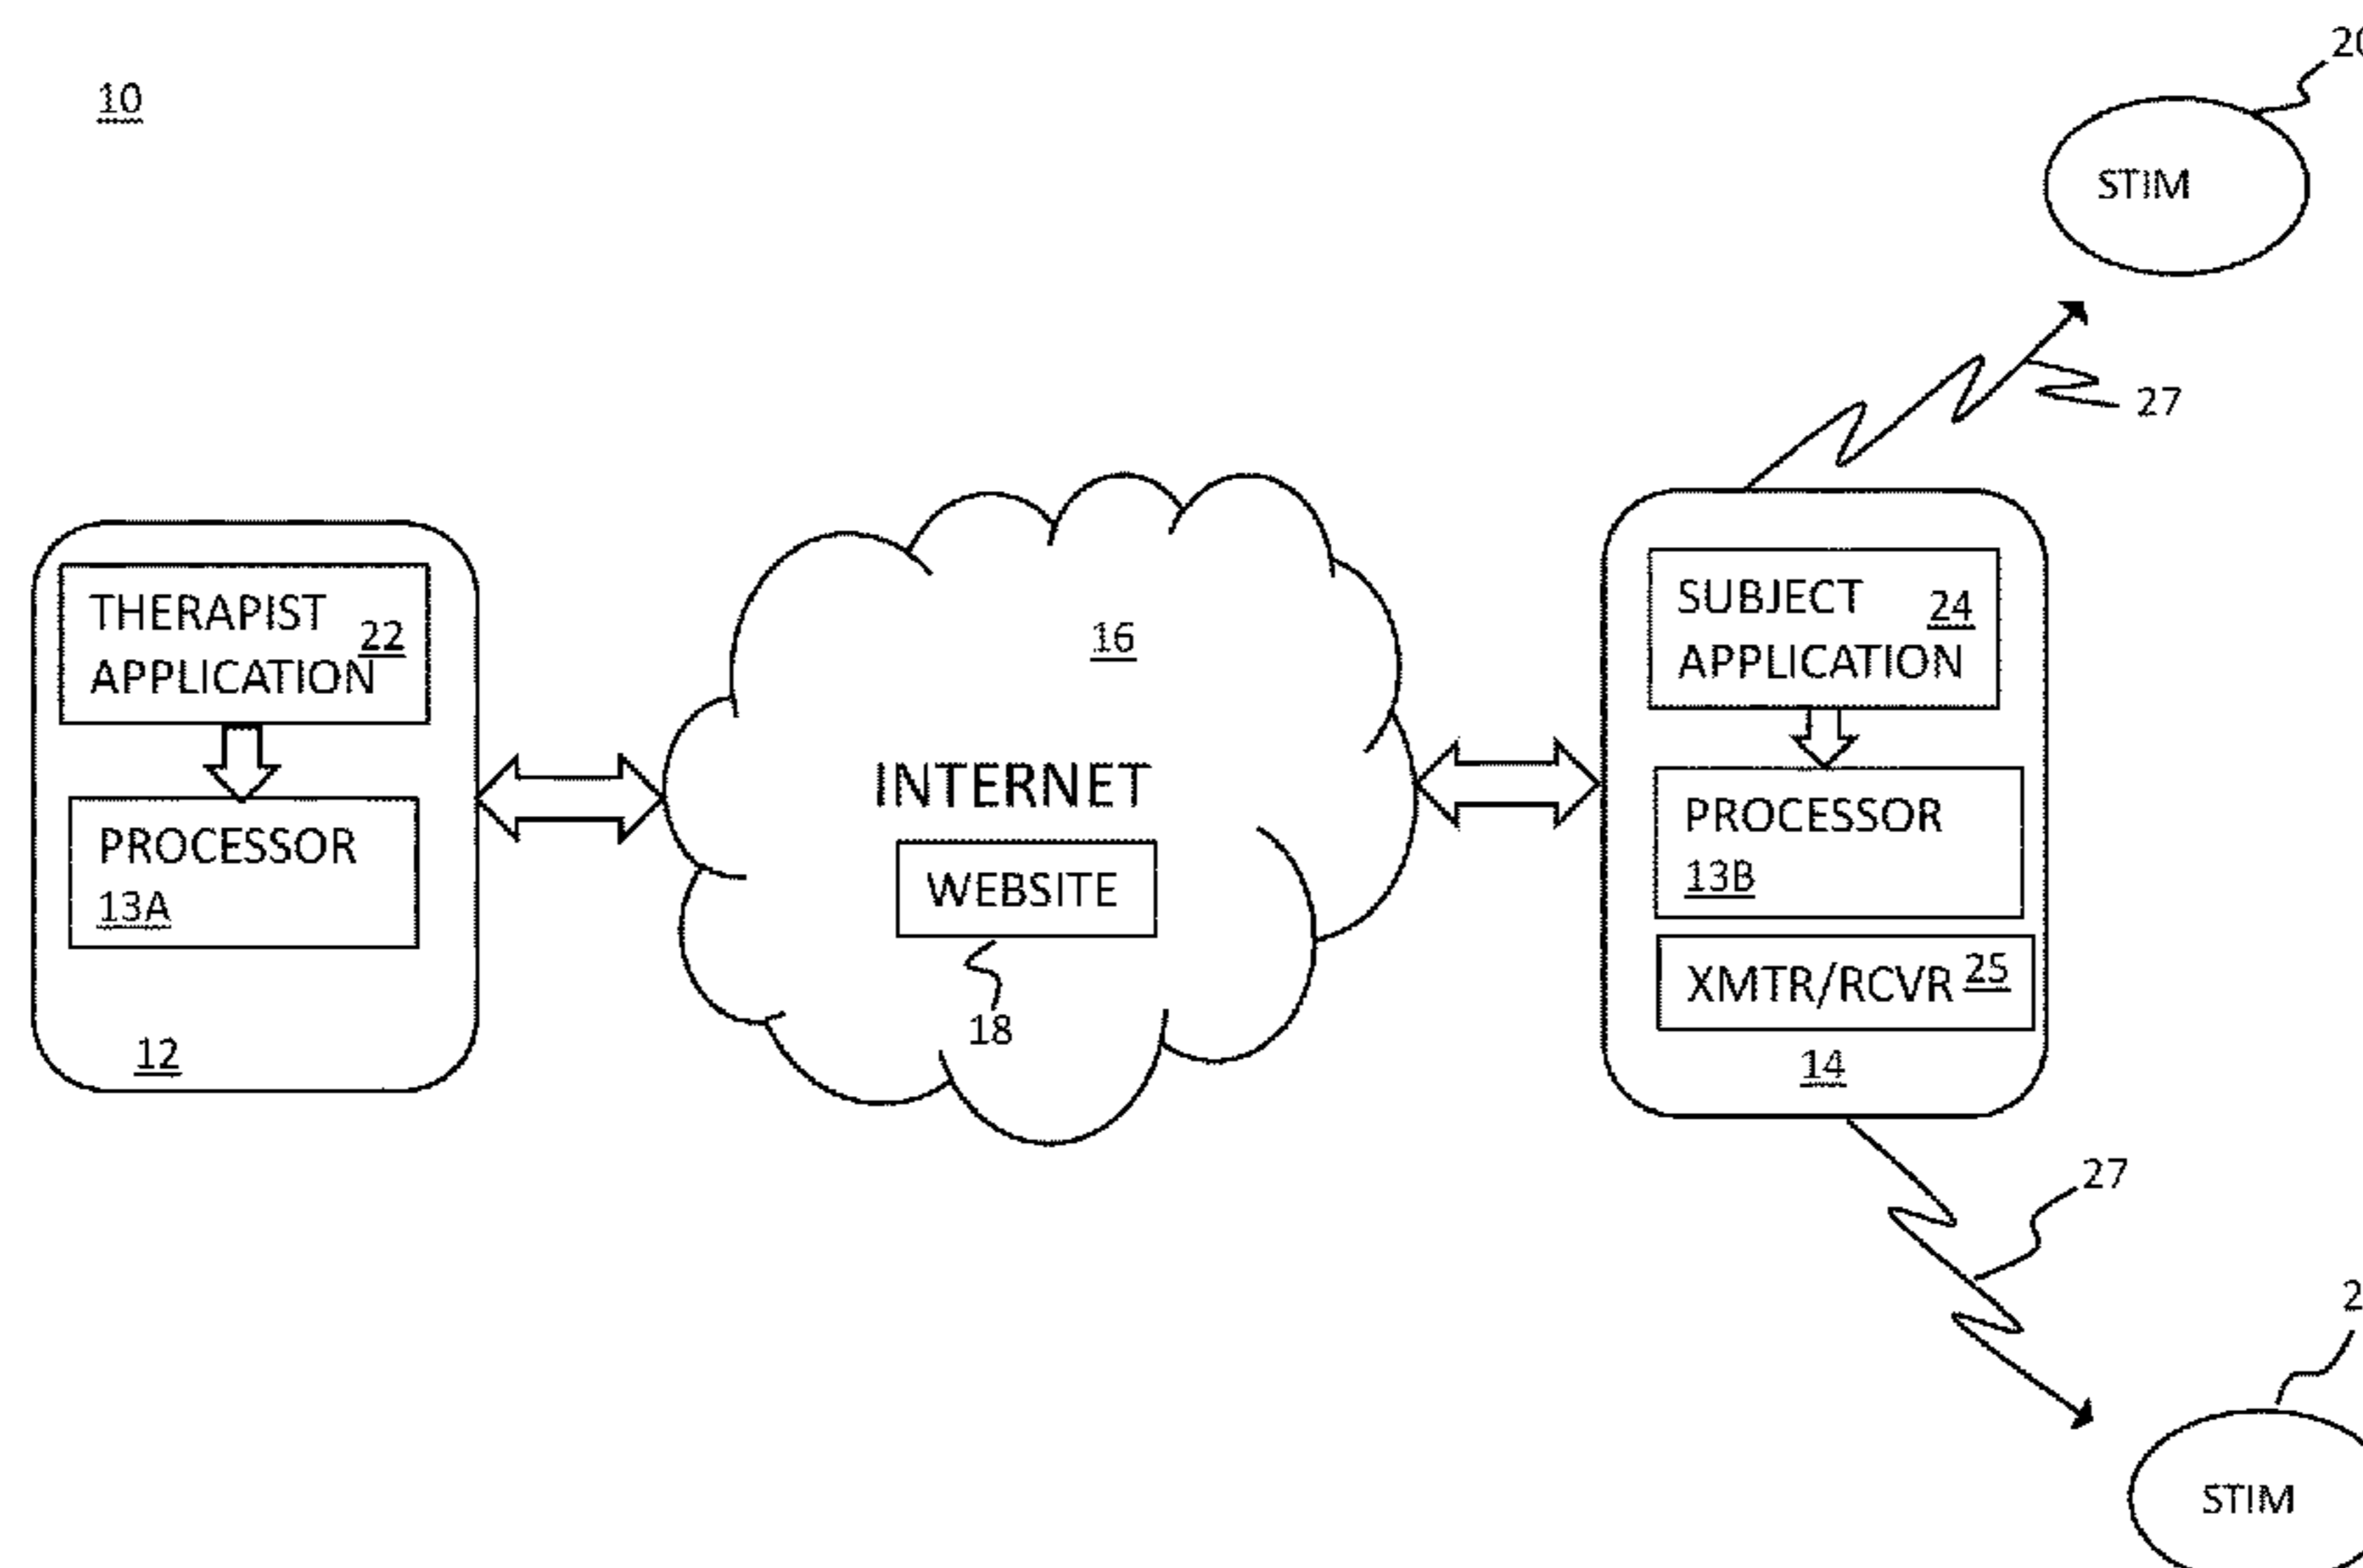 10
20
STIM
27
THERAPIST
APPLICATION
22
PROCESSOR
13A
12
16
INTERNET
WEBSITE
18
SUBJECT
APPLICATION
24
PROCESSOR
13B
XMTR/RCVR
25
14
27
STIM